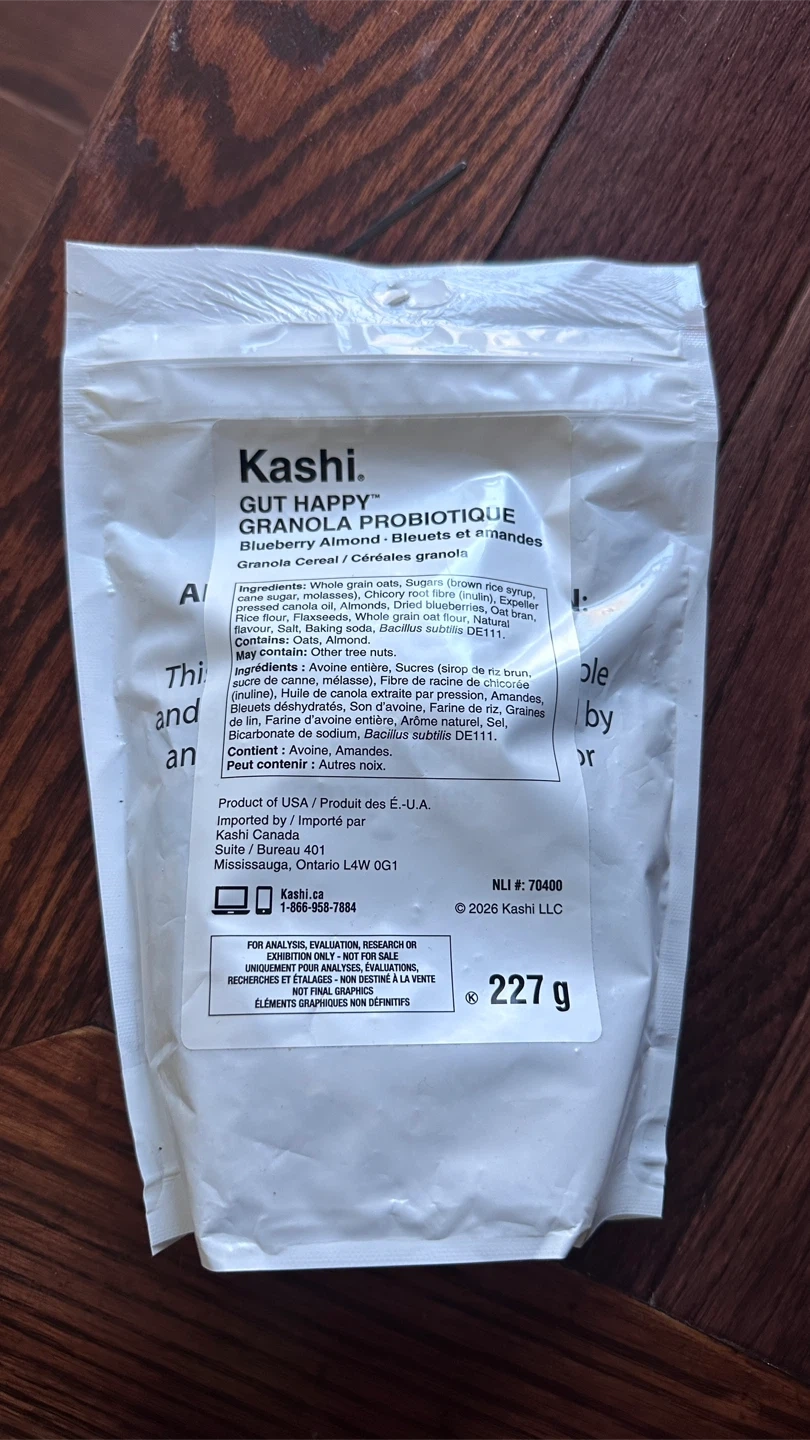 Kashi®
GUT HAPPY™
GRANOLA PROBIOTIQUE
Blueberry Almond · Bleuets et amandes
Granola Cereal / Céréales granola
Ingredients: Whole grain oats, Sugars (brown rice syrup,
cane sugar, molasses), Chicory root fibre (inulin), Expeller
pressed canola oil, Almonds, Dried blueberries, Oat bran,
Rice flour, Flaxseeds, Whole grain oat flour, Natural
flavour, Salt, Baking soda, Bacillus subtilis DE111.
Contains: Oats, Almond.
May contain: Other tree nuts.
Ingrédients : Avoine entière, Sucres (sirop de riz brun,
sucre de canne, mélasse), Fibre de racine de chicorée
(inuline), Huile de canola extraite par pression, Amandes,
Bleuets déshydratés, Son d'avoine, Farine de riz, Graines
de lin, Farine d'avoine entière, Arôme naturel, Sel,
Bicarbonate de sodium, Bacillus subtilis DE111.
Contient : Avoine, Amandes.
Peut contenir : Autres noix.
and
by
an
Product of USA / Produit des É.-U.A.
Imported by / Importé par
Kashi Canada
Suite / Bureau 401
Mississauga, Ontario L4W 0G1
Kashi.ca
1-866-958-7884
NLI #: 70400
© 2026 Kashi LLC
FOR ANALYSIS, EVALUATION, RESEARCH OR
EXHIBITION ONLY - NOT FOR SALE
UNIQUEMENT POUR ANALYSES, ÉVALUATIONS,
RECHERCHES ET ÉTALAGES - NON DESTINÉ À LA VENTE
NOT FINAL GRAPHICS
ÉLÉMENTS GRAPHIQUES NON DÉFINITIFS
K 227 g